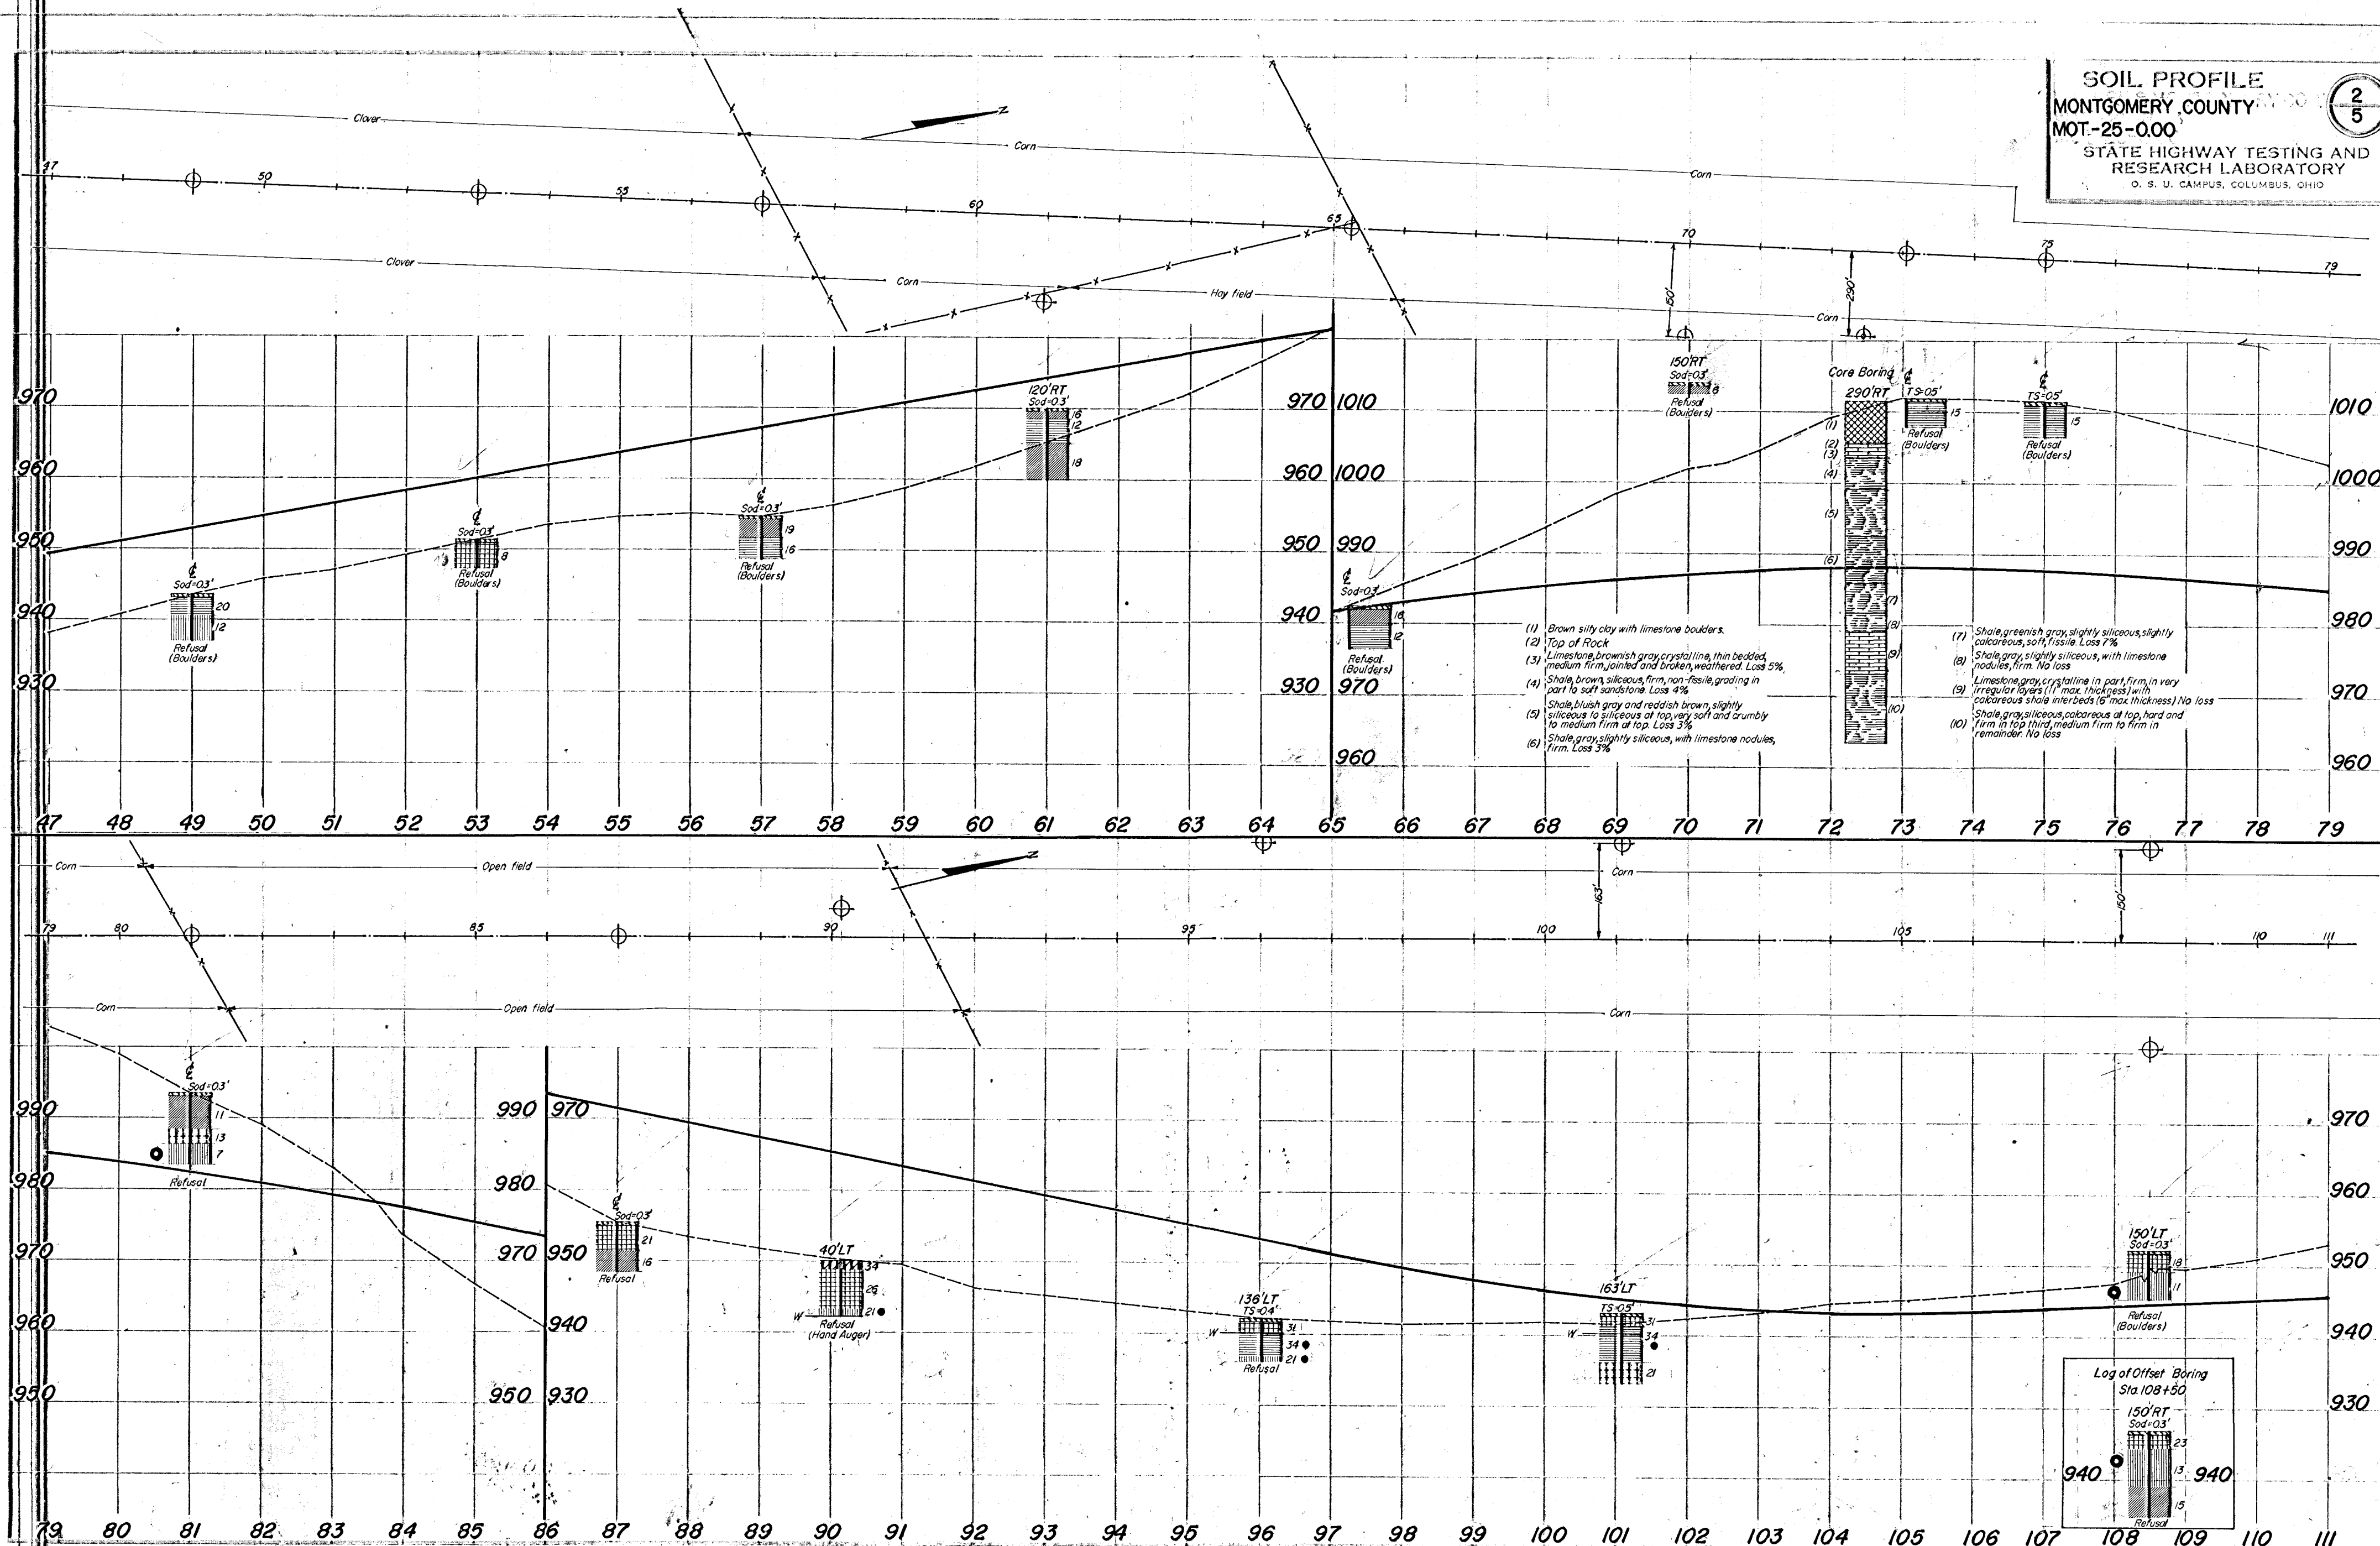 SOIL PROFILE
MONTGOMERY COUNTY
MOT.-25-0.00
2
5
STATE HIGHWAY TESTING AND
RESEARCH LABORATORY
O. S. U. CAMPUS, COLUMBUS, OHIO
Clover
N
Corn
Corn
47 50 55 60 65 70 75 79
Clover
Corn
Hay field
Corn
150'
290'
970
960
950
940
930
℄
Sod=0.3'
20
12
Refusal
(Boulders)
℄
Sod=0.3'
8
Refusal
(Boulders)
℄
Sod=0.3'
19
16
Refusal
(Boulders)
120'RT
Sod=0.3'
16
12
18
970 1010
960 1000
950 990
940
930 970
960
℄
Sod=0.3'
18
12
Refusal
(Boulders)
150'RT
Sod=0.3'
8
Refusal
(Boulders)
Core Boring
290'RT
(1)
(2)
(3)
(4)
(5)
(6)
(7)
(8)
(9)
(10)
℄
TS=0.5'
15
Refusal
(Boulders)
℄
TS=0.5'
15
Refusal
(Boulders)
1010
1000
990
980
970
960
(1) Brown silty clay with limestone boulders.
(2) Top of Rock
(3) Limestone, brownish gray, crystalline, thin bedded,
medium firm, jointed and broken, weathered. Loss 5%
(4) Shale, brown, siliceous, firm, non-fissile, grading in
part to soft sandstone. Loss 4%
(5) Shale, bluish gray and reddish brown, slightly
siliceous to siliceous at top, very soft and crumbly
to medium firm at top. Loss 3%
(6) Shale, gray, slightly siliceous, with limestone nodules,
firm. Loss 3%
(7) Shale, greenish gray, slightly siliceous, slightly
calcareous, soft, fissile. Loss 7%
(8) Shale, gray, slightly siliceous, with limestone
nodules, firm. No loss
(9) Limestone, gray, crystalline in part, firm, in very
irregular layers (11" max. thickness) with
calcareous shale interbeds (6" max. thickness) No loss
(10) Shale, gray, siliceous, calcareous at top, hard and
firm in top third, medium firm to firm in
remainder. No loss
47 48 49 50 51 52 53 54 55 56 57 58 59 60 61 62 63 64 65 66 67 68 69 70 71 72 73 74 75 76 77 78 79
Corn
Open field
N
Corn
163'
150'
79 80 85 90 95 100 105 110 111
Corn
Open field
Corn
990
980
970
960
950
℄
Sod=0.3'
11
13
7
Refusal
990 970
980
970 950
940
950 930
℄
Sod=0.3'
21
16
Refusal
40'LT
34
26
21
W
Refusal
(Hand Auger)
136'LT
TS=0.4'
W
31
34
21
Refusal
163'LT
TS=0.5'
W
31
34
21
150'LT
Sod=0.3'
18
11
Refusal
(Boulders)
970
960
950
940
930
Log of Offset Boring
Sta. 108+50
150'RT
Sod=0.3'
23
940 13 940
15
Refusal
79 80 81 82 83 84 85 86 87 88 89 90 91 92 93 94 95 96 97 98 99 100 101 102 103 104 105 106 107 108 109 110 111